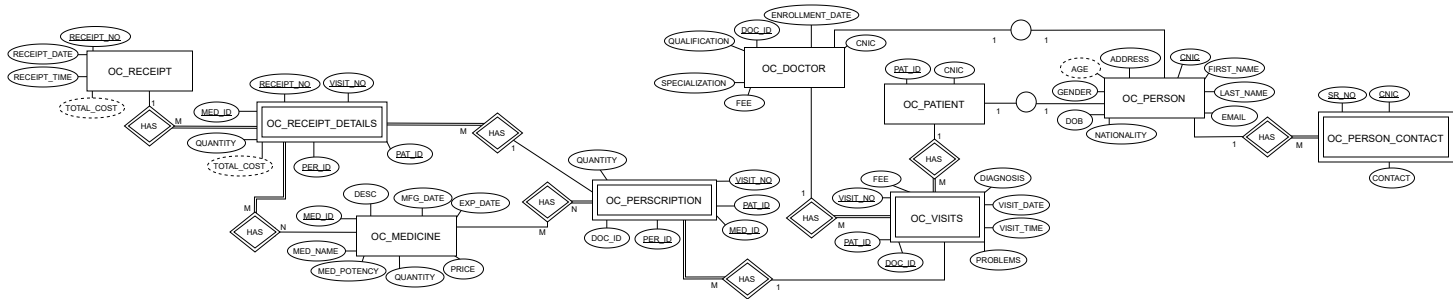 RECEIPT_NO
RECEIPT_DATE
RECEIPT_TIME
OC_RECEIPT
TOTAL_COST
1
HAS
M
RECEIPT_NO
VISIT_NO
MED_ID
OC_RECEIPT_DETAILS
QUANTITY
TOTAL_COST
PER_ID
PAT_ID
M
HAS
1
M
HAS
N
DESC
MFG_DATE
EXP_DATE
MED_ID
OC_MEDICINE
MED_NAME
MED_POTENCY
QUANTITY
PRICE
M
HAS
N
QUANTITY
OC_PERSCRIPTION
VISIT_NO
PAT_ID
MED_ID
DOC_ID
PER_ID
M
HAS
1
ENROLLMENT_DATE
DOC_ID
QUALIFICATION
CNIC
OC_DOCTOR
SPECIALIZATION
FEE
1
1
1
HAS
M
PAT_ID
CNIC
OC_PATIENT
1
1
1
HAS
M
FEE
DIAGNOSIS
VISIT_NO
VISIT_DATE
OC_VISITS
VISIT_TIME
PAT_ID
DOC_ID
PROBLEMS
ADDRESS
CNIC
AGE
FIRST_NAME
GENDER
OC_PERSON
LAST_NAME
DOB
EMAIL
NATIONALITY
1
HAS
M
SR_NO
CNIC
OC_PERSON_CONTACT
CONTACT